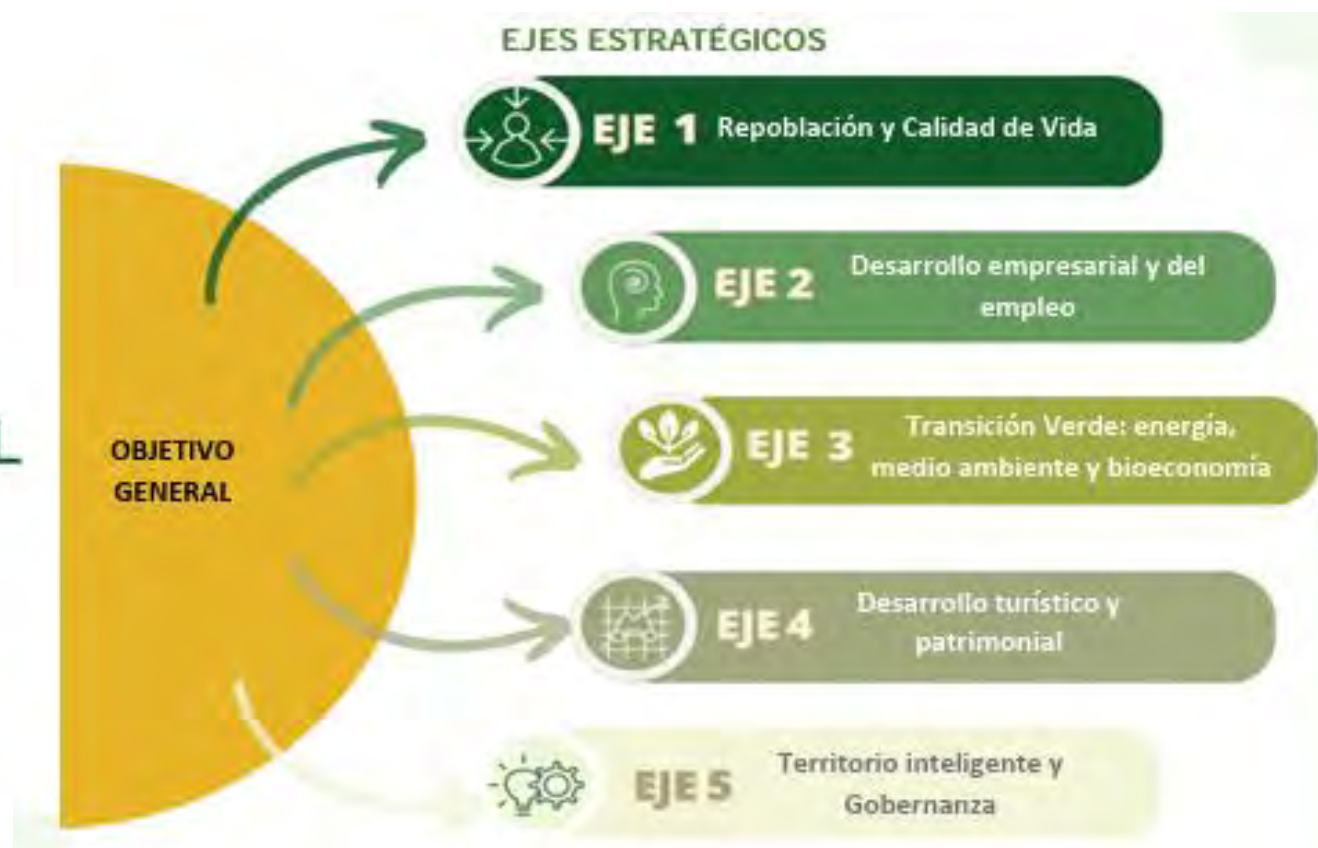 EJES ESTRATÉGICOS
EJE 1 Repoblación y Calidad de Vida
EJE 2 Desarrollo empresarial y del
empleo
EJE 3 Transición Verde: energía,
medio ambiente y bioeconomía
OBJETIVO
GENERAL
EJE 4 Desarrollo turístico y
patrimonial
EJE 5 Territorio inteligente y
Gobernanza